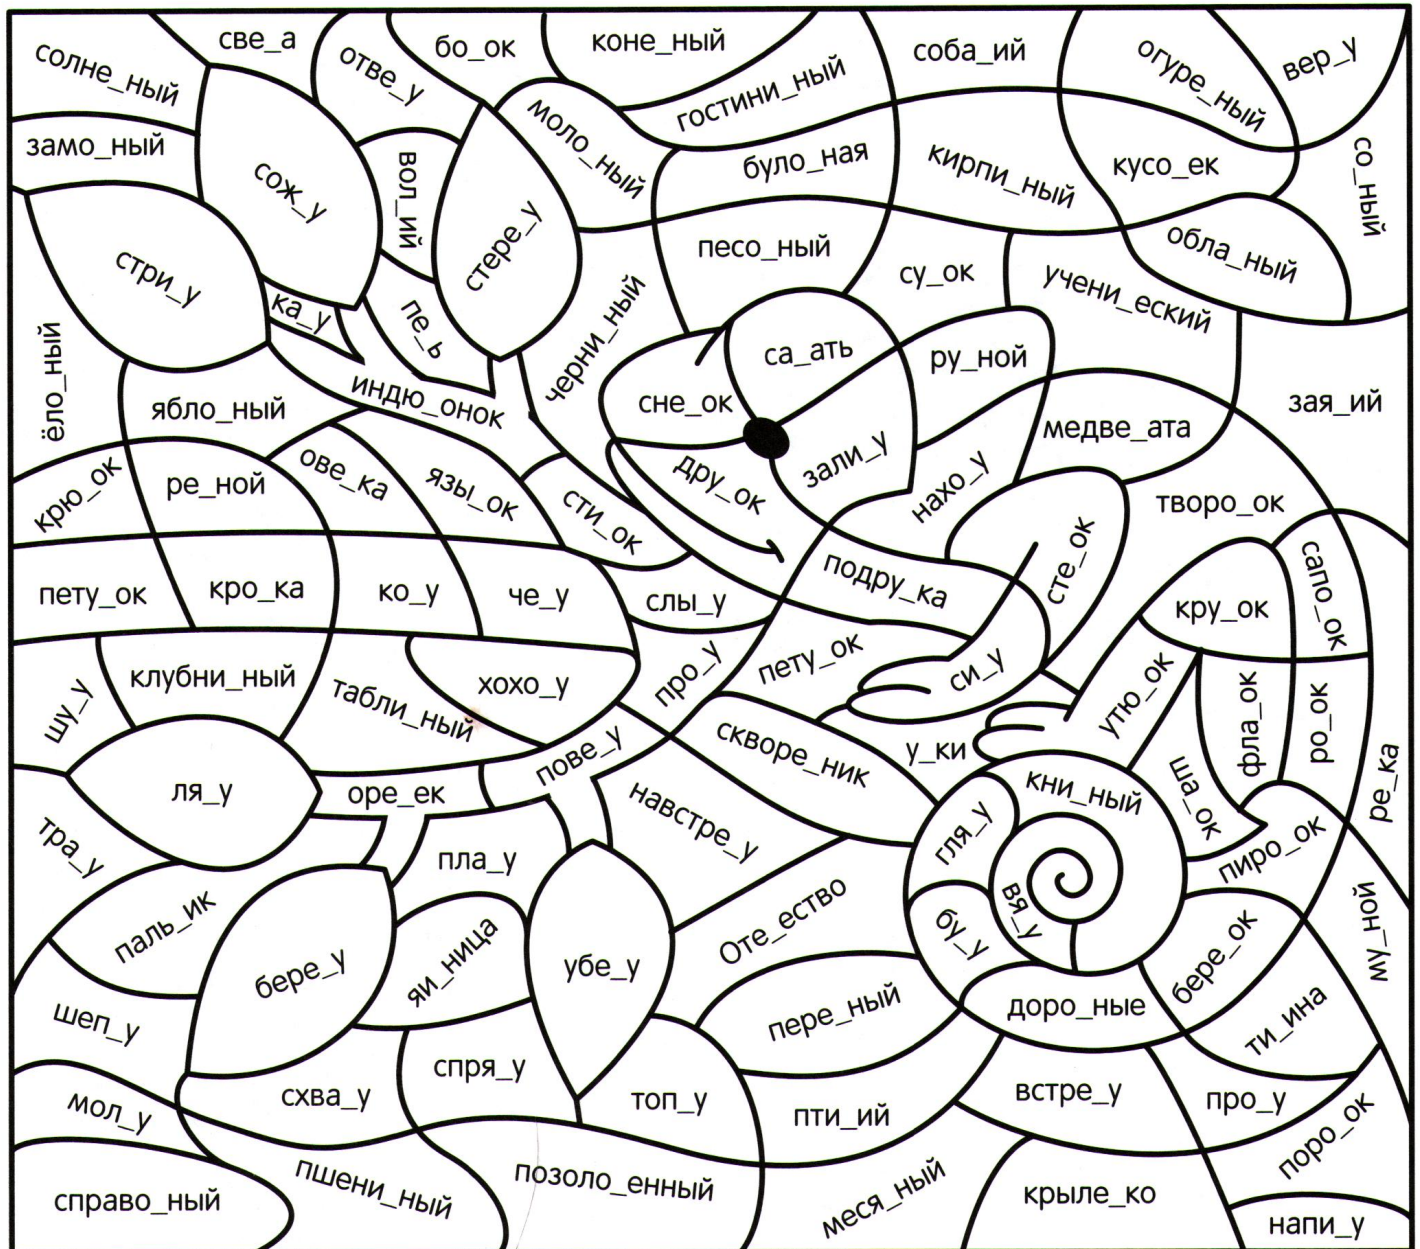 све_а
бо_ок
коне_ный
соба_ий
огуре_ный
вер_у
солне_ный
отве_у
гостини_ный
замо_ный
моло_ный
було_ная
кирпи_ный
кусо_ек
со_ный
сож_у
вол_ий
стере_у
песо_ный
су_ок
обла_ный
учени_еский
стри_у
ка_у
пе_ь
черни_ный
са_ать
ру_ной
ёло_ный
ябло_ный
индю_онок
сне_ок
зая_ий
медве_ата
крю_ок
ре_ной
ове_ка
язы_ок
сти_ок
дру_ок
зали_у
нахо_у
творо_ок
пету_ок
кро_ка
ко_у
че_у
слы_у
подру_ка
сте_ок
кру_ок
сапо_ок
шу_у
клубни_ный
табли_ный
хохо_у
про_у
пету_ок
си_у
утю_ок
фла_ок
ро_ок
ля_у
оре_ек
пове_у
скворе_ник
у_ки
кни_ный
ша_ок
ре_ка
тра_у
пла_у
навстре_у
гля_у
пиро_ок
паль_ик
бере_у
яи_ница
убе_у
Оте_ество
бу_у
вя_у
бере_ок
му_ной
шеп_у
спря_у
пере_ный
доро_ные
ти_ина
мол_у
схва_у
топ_у
пти_ий
встре_у
про_у
поро_ок
справо_ный
пшени_ный
позоло_енный
меся_ный
крыле_ко
напи_у